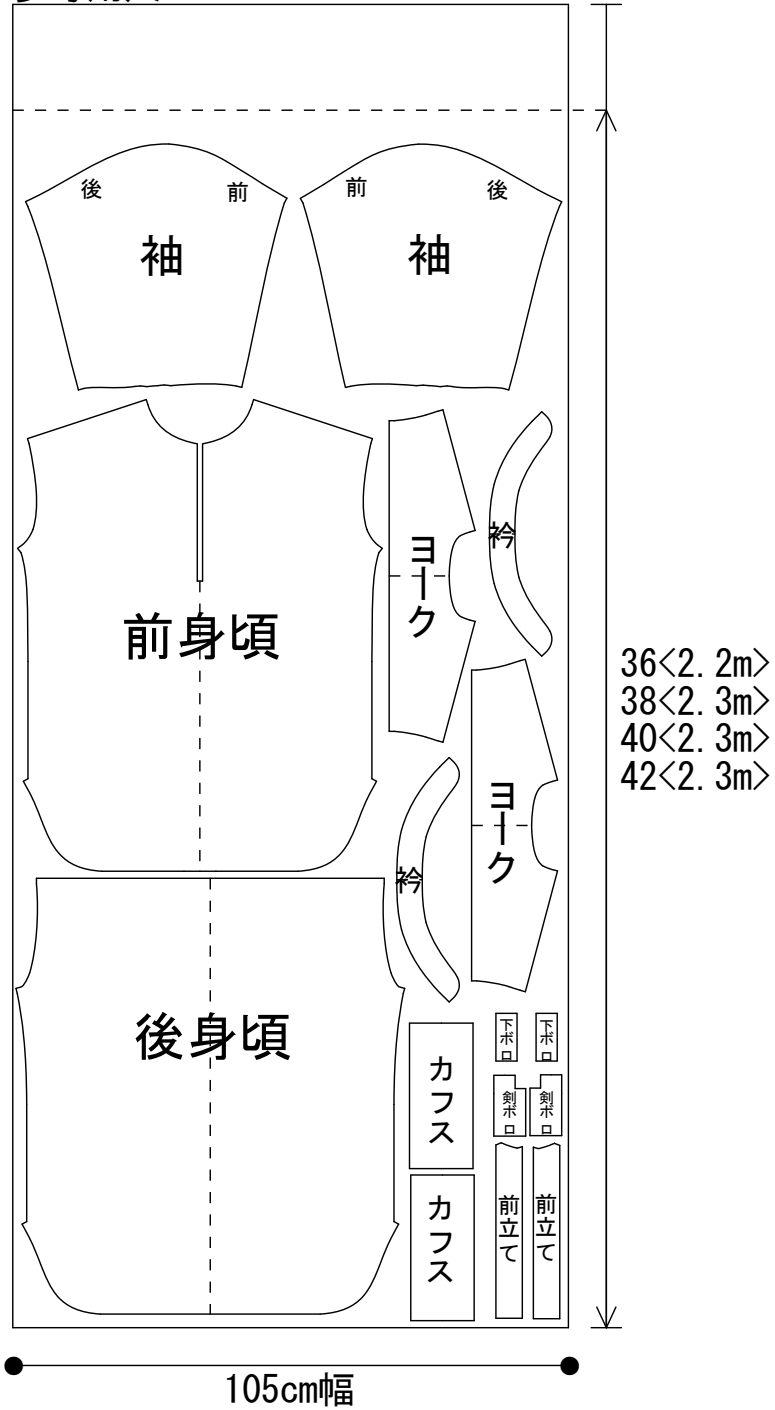 後
前
前
後
袖
袖
ヨーク
衿
前身頃
36<2.2m>
38<2.3m>
40<2.3m>
42<2.3m>
ヨーク
衿
後身頃
下ボロ
下ボロ
カフス
剣ボロ
剣ボロ
カフス
前立て
前立て
105cm幅